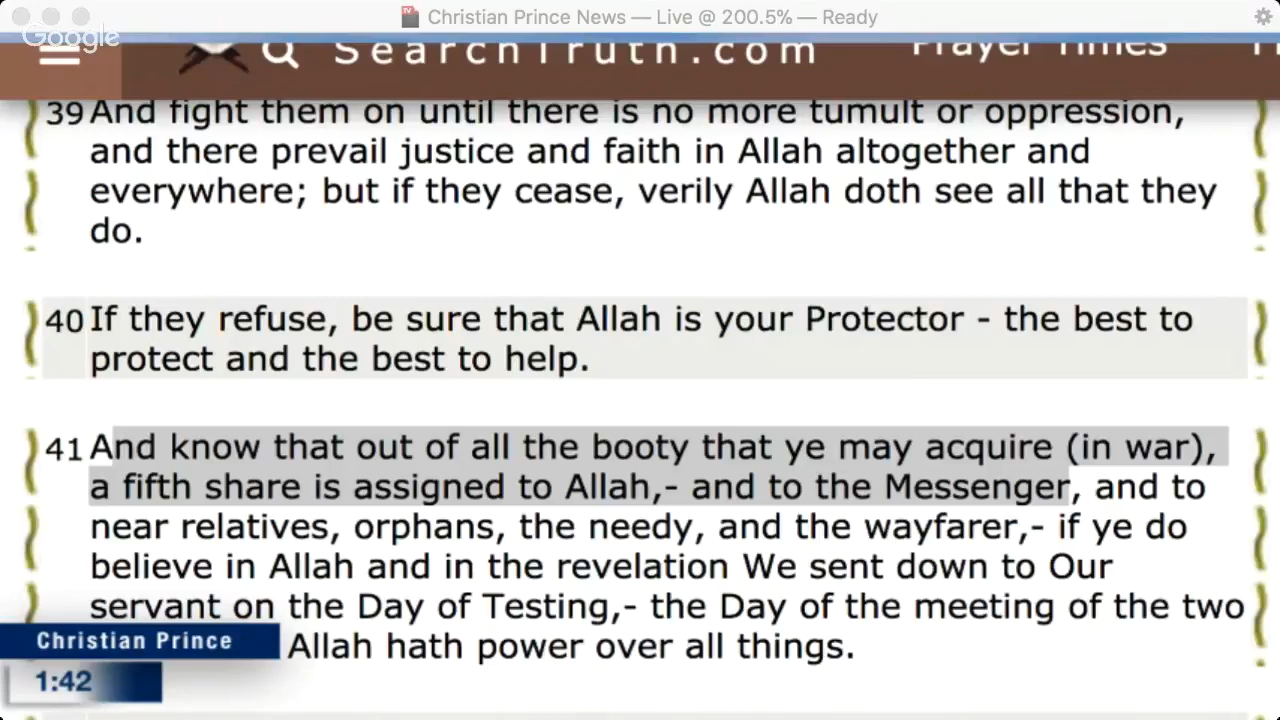 Christian Prince News — Live @ 200.5% — Ready
Google
SearchTruth.com
Prayer Times
39 And fight them on until there is no more tumult or oppression,
and there prevail justice and faith in Allah altogether and
everywhere; but if they cease, verily Allah doth see all that they
do.
40 If they refuse, be sure that Allah is your Protector - the best to
protect and the best to help.
41 And know that out of all the booty that ye may acquire (in war),
a fifth share is assigned to Allah,- and to the Messenger, and to
near relatives, orphans, the needy, and the wayfarer,- if ye do
believe in Allah and in the revelation We sent down to Our
servant on the Day of Testing,- the Day of the meeting of the two
Allah hath power over all things.
Christian Prince
1:42